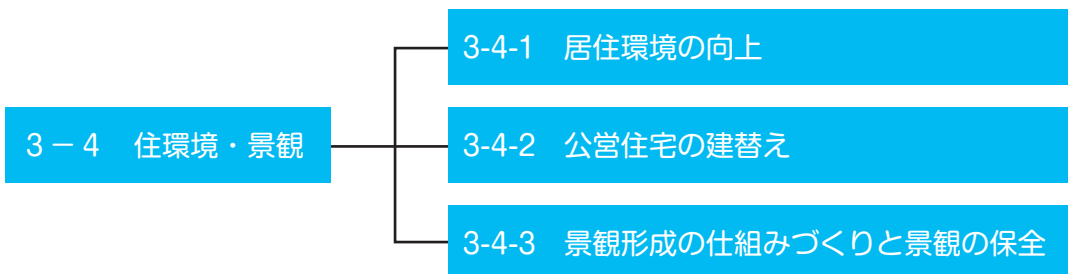 3－4　住環境・景観
3-4-1　居住環境の向上
3-4-2　公営住宅の建替え
3-4-3　景観形成の仕組みづくりと景観の保全